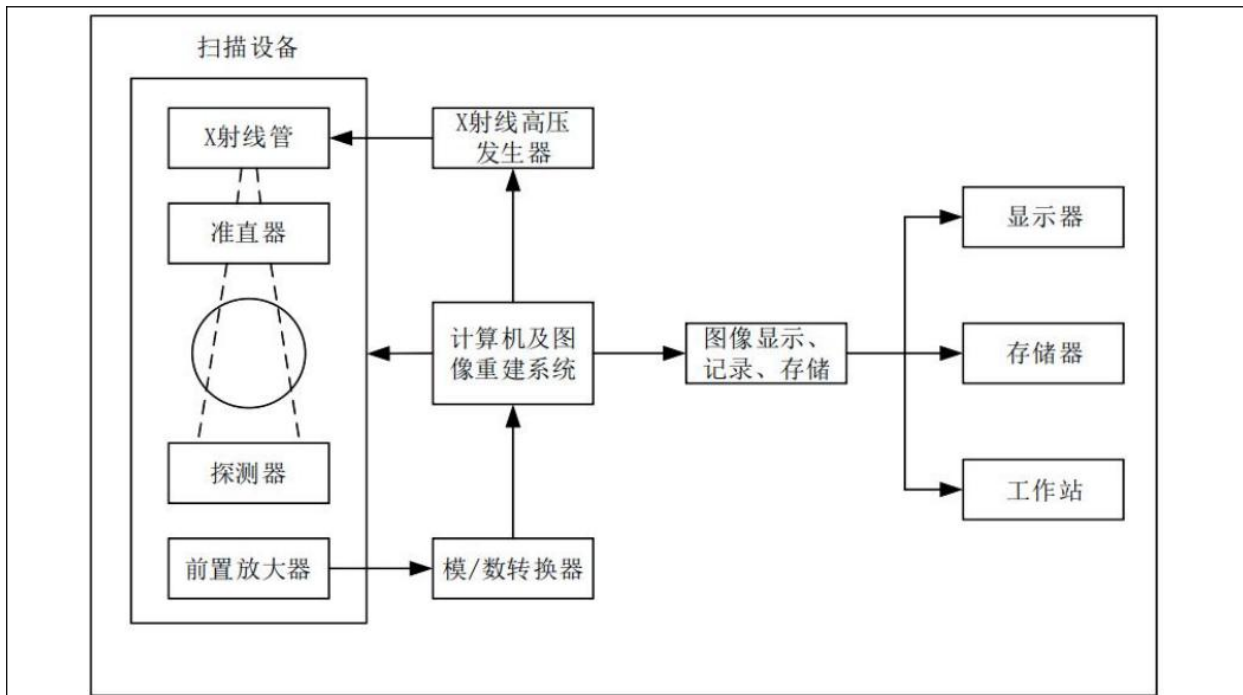 扫描设备
X射线管
X射线高压
发生器
准直器
显示器
计算机及图
像重建系统
图像显示、
记录、存储
存储器
探测器
工作站
前置放大器
模/数转换器